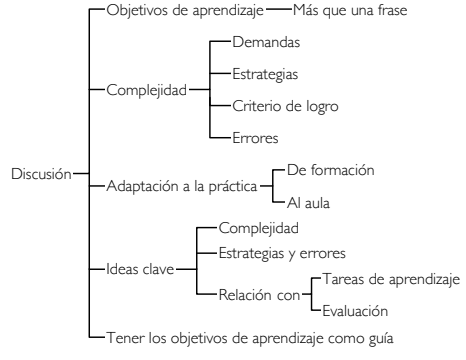 Objetivos de aprendizaje
Más que una frase
Complejidad
Demandas
Estrategias
Criterio de logro
Errores
Discusión
Adaptación a la práctica
De formación
Al aula
Ideas clave
Complejidad
Estrategias y errores
Relación con
Tareas de aprendizaje
Evaluación
Tener los objetivos de aprendizaje como guía